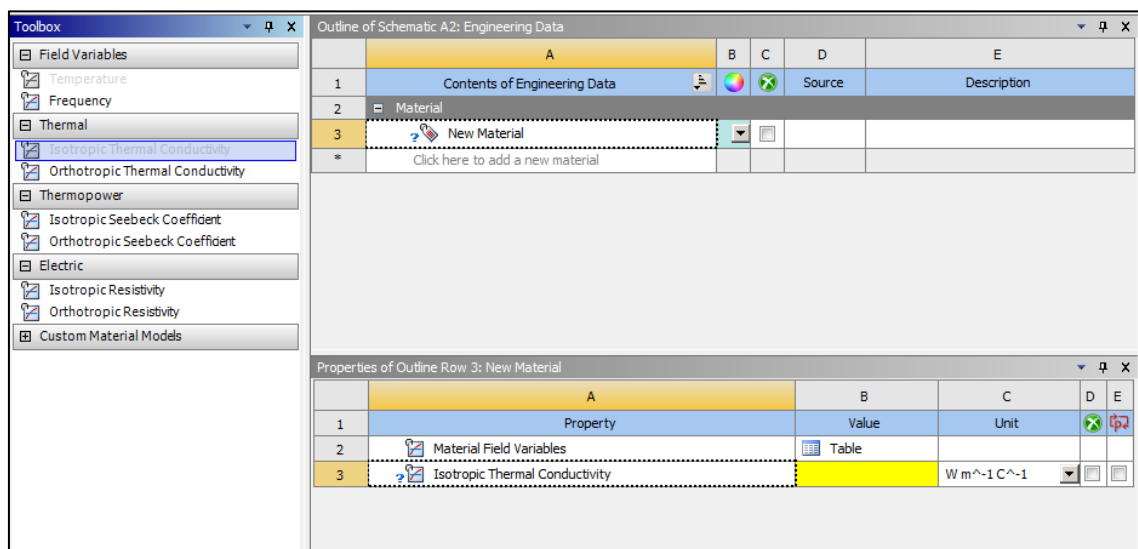 Toolbox
Field Variables
Temperature
Frequency
Thermal
Isotropic Thermal Conductivity
Orthotropic Thermal Conductivity
Thermopower
Isotropic Seebeck Coefficient
Orthotropic Seebeck Coefficient
Electric
Isotropic Resistivity
Orthotropic Resistivity
Custom Material Models
Outline of Schematic A2: Engineering Data
A B C D E
1 Contents of Engineering Data Source Description
2 Material
3 ? New Material
* Click here to add a new material
Properties of Outline Row 3: New Material
A B C D E
1 Property Value Unit
2 Material Field Variables Table
3 ? Isotropic Thermal Conductivity W m^-1 C^-1